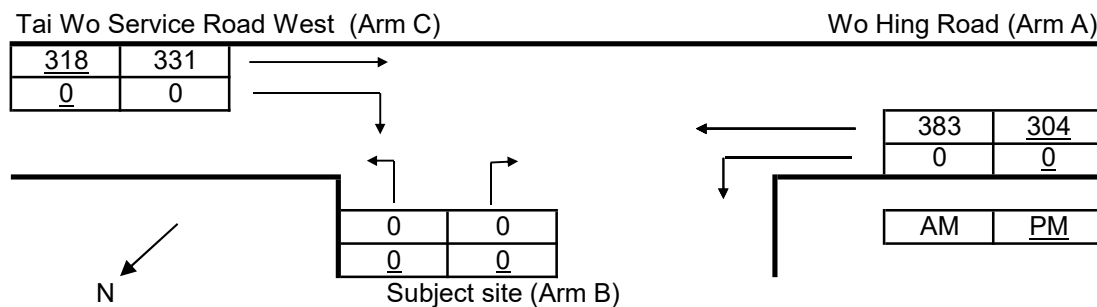 Tai Wo Service Road West (Arm C) Wo Hing Road (Arm A)
318 331
0 0
383 304
0 0
0 0
0 0
AM PM
N Subject site (Arm B)